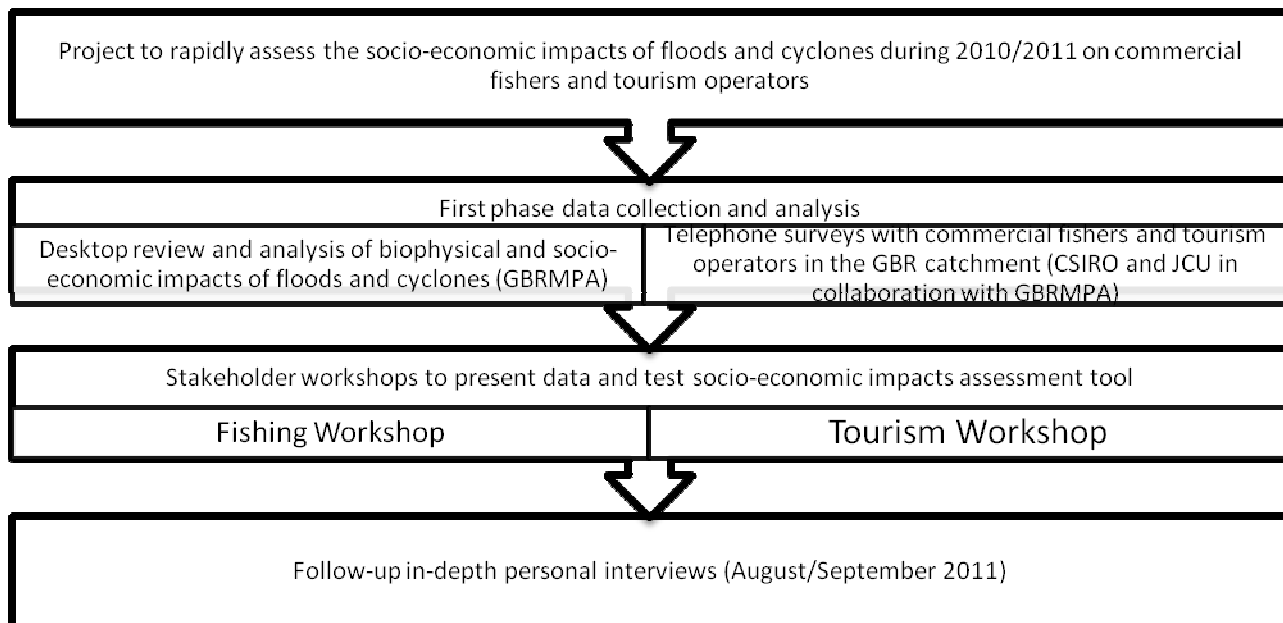 Project to rapidly assess the socio-economic impacts of floods and cyclones during 2010/2011 on commercial
fishers and tourism operators
First phase data collection and analysis
Desktop review and analysis of biophysical and socio-
economic impacts of floods and cyclones (GBRMPA)
Telephone surveys with commercial fishers and tourism
operators in the GBR catchment (CSIRO and JCU in
collaboration with GBRMPA)
Stakeholder workshops to present data and test socio-economic impacts assessment tool
Fishing Workshop
Tourism Workshop
Follow-up in-depth personal interviews (August/September 2011)